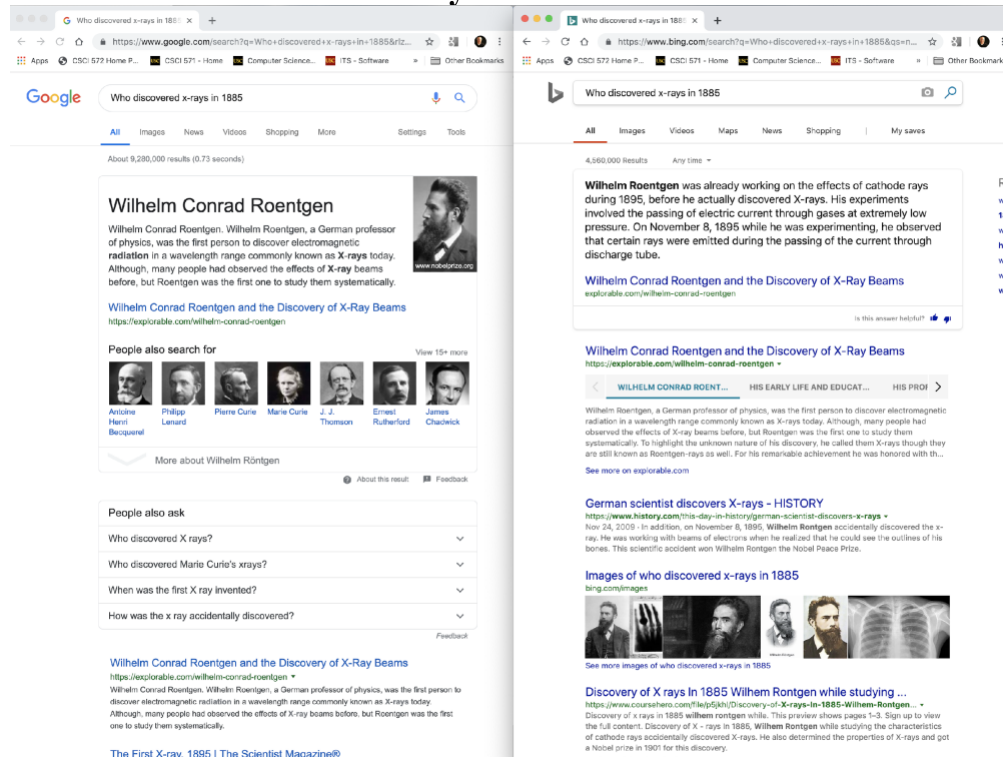 Who discovered x-rays in 188
https://www.google.com/search?q=Who+discovered+x-rays+in+1885&rlz...
Apps CSCI 572 Home P... CSCI 571 - Home Computer Science... ITS - Software » Other Bookmarks
Google
Who discovered x-rays in 1885
All Images News Videos Shopping More Settings Tools
About 9,280,000 results (0.73 seconds)
Wilhelm Conrad Roentgen
Wilhelm Conrad Roentgen. Wilhelm Roentgen, a German professor
of physics, was the first person to discover electromagnetic
radiation in a wavelength range commonly known as X-rays today.
Although, many people had observed the effects of X-ray beams
before, but Roentgen was the first one to study them systematically.
www.nobelprize.org
Wilhelm Conrad Roentgen and the Discovery of X-Ray Beams
https://explorable.com/wilhelm-conrad-roentgen
People also search for View 15+ more
Antoine Henri Becquerel
Philipp Lenard
Pierre Curie
Marie Curie
J. J. Thomson
Ernest Rutherford
James Chadwick
More about Wilhelm Röntgen
About this result Feedback
People also ask
Who discovered X rays?
Who discovered Marie Curie's xrays?
When was the first X ray invented?
How was the x ray accidentally discovered?
Feedback
Wilhelm Conrad Roentgen and the Discovery of X-Ray Beams
https://explorable.com/wilhelm-conrad-roentgen
Wilhelm Conrad Roentgen. Wilhelm Roentgen, a German professor of physics, was the first person to
discover electromagnetic radiation in a wavelength range commonly known as X-rays today.
Although, many people had observed the effects of X-ray beams before, but Roentgen was the first
one to study them systematically.
The First X-ray, 1895 | The Scientist Magazine®
Who discovered x-rays in 188
https://www.bing.com/search?q=Who+discovered+x-rays+in+1885&qs=n...
Apps CSCI 572 Home P... CSCI 571 - Home Computer Science... ITS - Software » Other Bookmark
Who discovered x-rays in 1885
All Images Videos Maps News Shopping My saves
4,560,000 Results Any time
Wilhelm Roentgen was already working on the effects of cathode rays
during 1895, before he actually discovered X-rays. His experiments
involved the passing of electric current through gases at extremely low
pressure. On November 8, 1895 while he was experimenting, he observed
that certain rays were emitted during the passing of the current through
discharge tube.
Wilhelm Conrad Roentgen and the Discovery of X-Ray Beams
explorable.com/wilhelm-conrad-roentgen
Is this answer helpful?
Wilhelm Conrad Roentgen and the Discovery of X-Ray Beams
https://explorable.com/wilhelm-conrad-roentgen
WILHELM CONRAD ROENT... HIS EARLY LIFE AND EDUCAT... HIS PROF
Wilhelm Roentgen, a German professor of physics, was the first person to discover electromagnetic
radiation in a wavelength range commonly known as X-rays today. Although, many people had
observed the effects of X-ray beams before, but Roentgen was the first one to study them
systematically. To highlight the unknown nature of his discovery, he called them X-rays though they
are still known as Roentgen-rays as well. For his remarkable achievement he was honored with th...
See more on explorable.com
German scientist discovers X-rays - HISTORY
https://www.history.com/this-day-in-history/german-scientist-discovers-x-rays
Nov 24, 2009 · In addition, on November 8, 1895, Wilhelm Rontgen accidentally discovered the x-
ray. He was working with beams of electrons when he realized that he could see the outlines of his
bones. This scientific accident won Wilhelm Rontgen the Nobel Peace Prize.
Images of who discovered x-rays in 1885
bing.com/images
See more images of who discovered x-rays in 1885
Discovery of X rays In 1885 Wilhem Rontgen while studying ...
https://www.coursehero.com/file/p5jkhl/Discovery-of-X-rays-In-1885-Wilhem-Rontgen...
Discovery of x rays in 1885 wilhem rontgen while. This preview shows pages 1–3. Sign up to view
the full content. Discovery of X - rays In 1885, Wilhem Rontgen while studying the characteristics
of cathode rays accidentally discovered X-rays. He also determined the properties of X-rays and got
a Nobel prize in 1901 for this discovery.